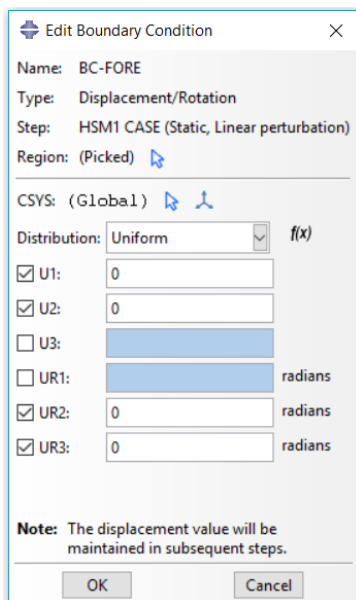 Edit Boundary Condition
Name: BC-FORE
Type: Displacement/Rotation
Step: HSM1 CASE (Static, Linear perturbation)
Region: (Picked)
CSYS: (Global)
Distribution: Uniform f(x)
U1: 0
U2: 0
U3:
UR1: radians
UR2: 0 radians
UR3: 0 radians
Note: The displacement value will be
maintained in subsequent steps.
OK Cancel